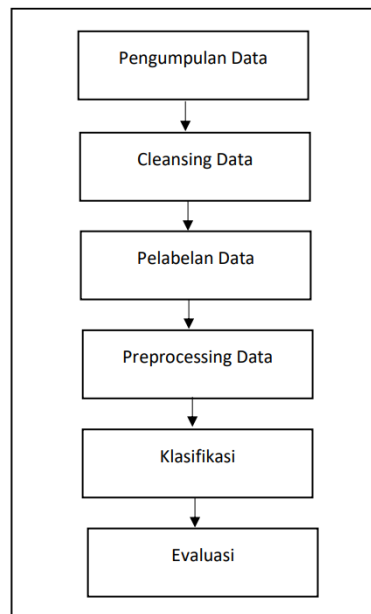 Pengumpulan Data
Cleansing Data
Pelabelan Data
Preprocessing Data
Klasifikasi
Evaluasi